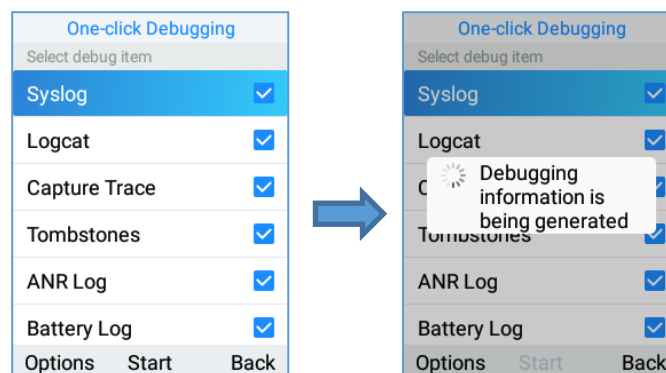 One-click Debugging
Select debug item
Syslog
Logcat
Capture Trace
Tombstones
ANR Log
Battery Log
Options Start Back
One-click Debugging
Select debug item
Syslog
Logcat
C
Debugging
information is
being generated
Tombstones
ANR Log
Battery Log
Options Start Back